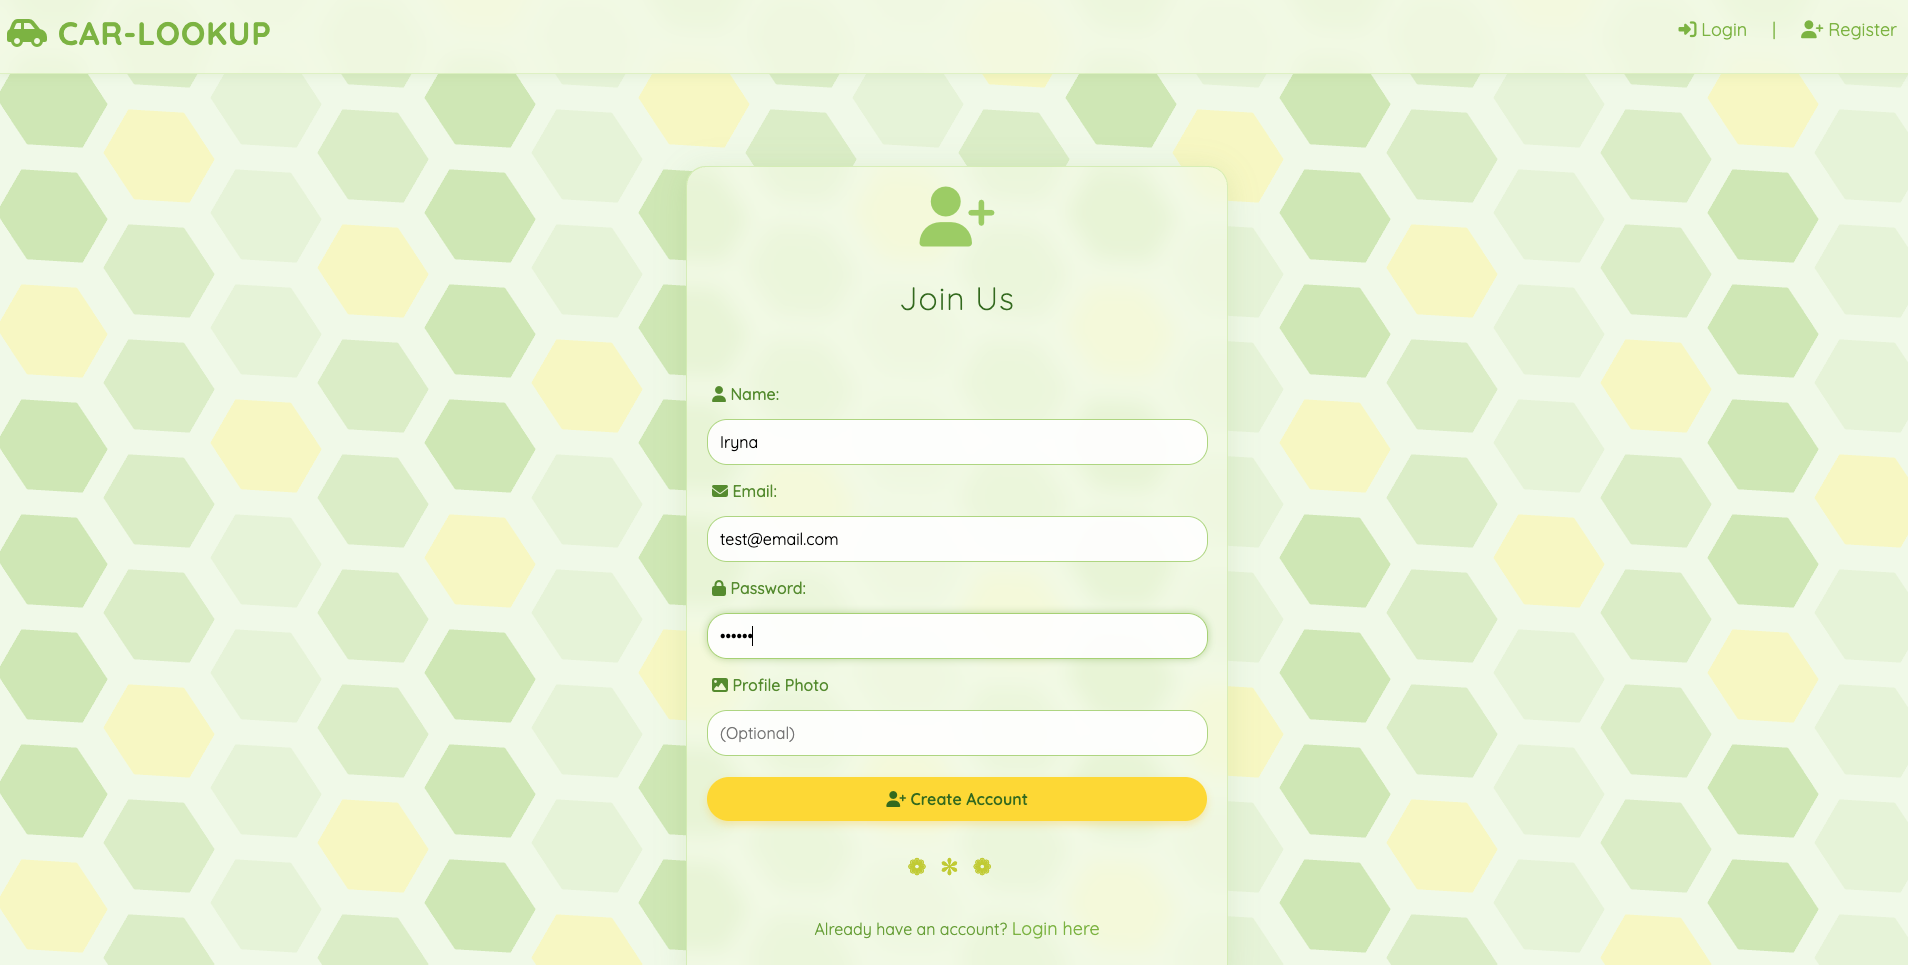 CAR-LOOKUP
Login | Register
Join Us
Name:
Iryna
Email:
test@email.com
Password:
••••••
Profile Photo
(Optional)
Create Account
Already have an account? Login here